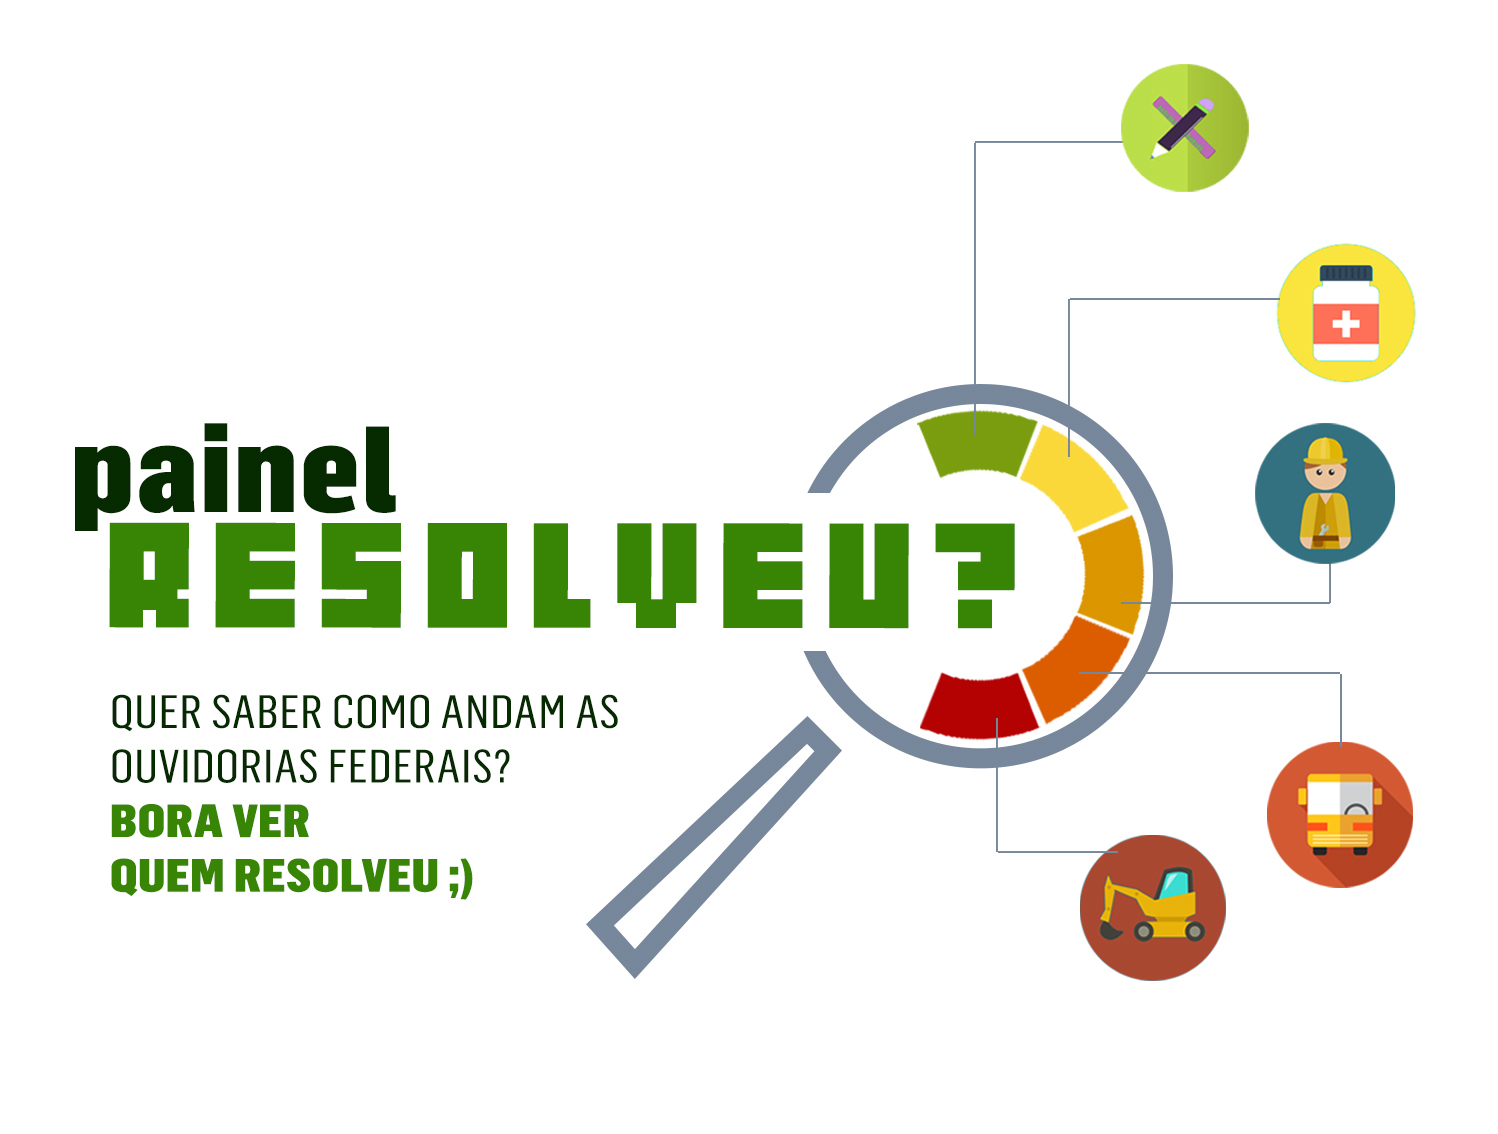 painel
RESOLVEU?
QUER SABER COMO ANDAM AS
OUVIDORIAS FEDERAIS?
BORA VER
QUEM RESOLVEU ;)